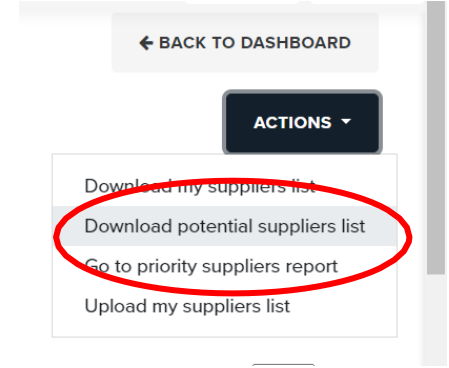 BACK TO DASHBOARD
ACTIONS
Download my suppliers list
Download potential suppliers list
Go to priority suppliers report
Upload my suppliers list